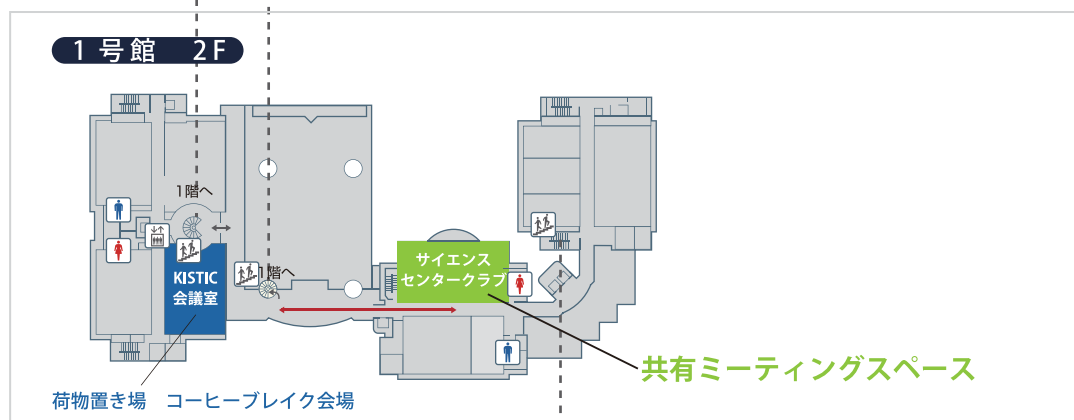 1号館 2F
1階へ
KISTIC
会議室
1階へ
サイエンス
センタークラブ
共有ミーティングスペース
荷物置き場 コーヒーブレイク会場